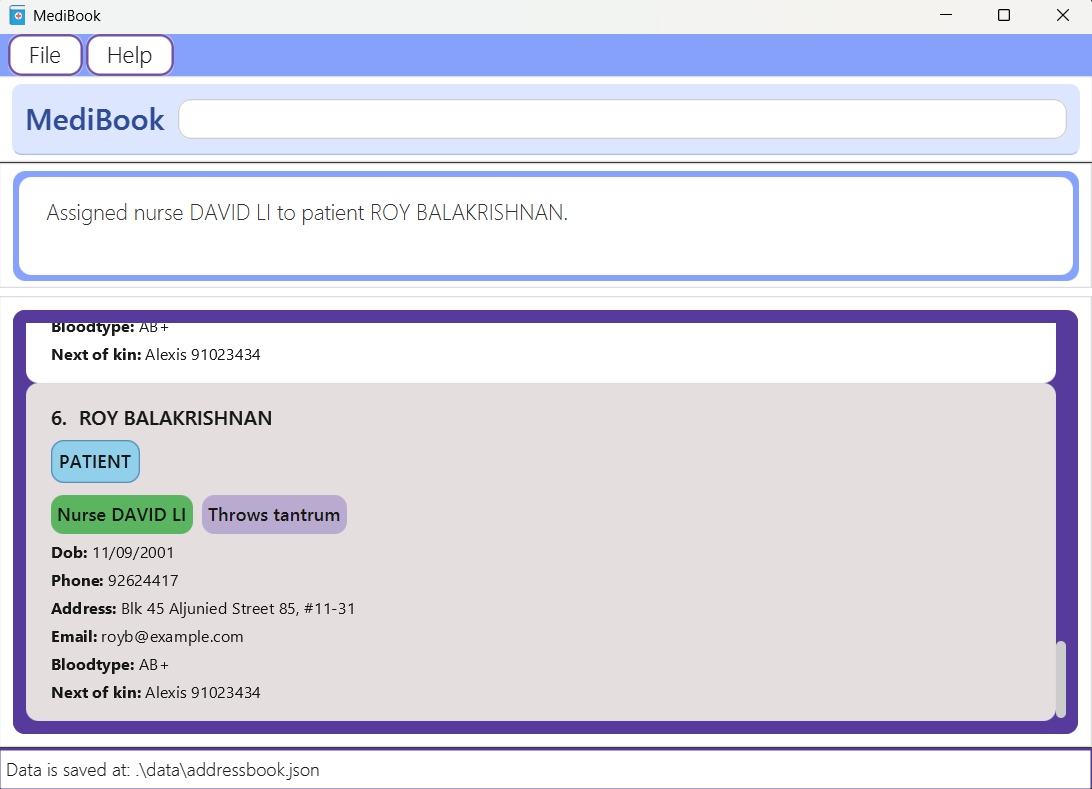 MediBook
File Help
MediBook
Assigned nurse DAVID LI to patient ROY BALAKRISHNAN.
Bloodtype: AB+
Next of kin: Alexis 91023434
6. ROY BALAKRISHNAN
PATIENT
Nurse DAVID LI Throws tantrum
Dob: 11/09/2001
Phone: 92624417
Address: Blk 45 Aljunied Street 85, #11-31
Email: royb@example.com
Bloodtype: AB+
Next of kin: Alexis 91023434
Data is saved at: .\data\addressbook.json